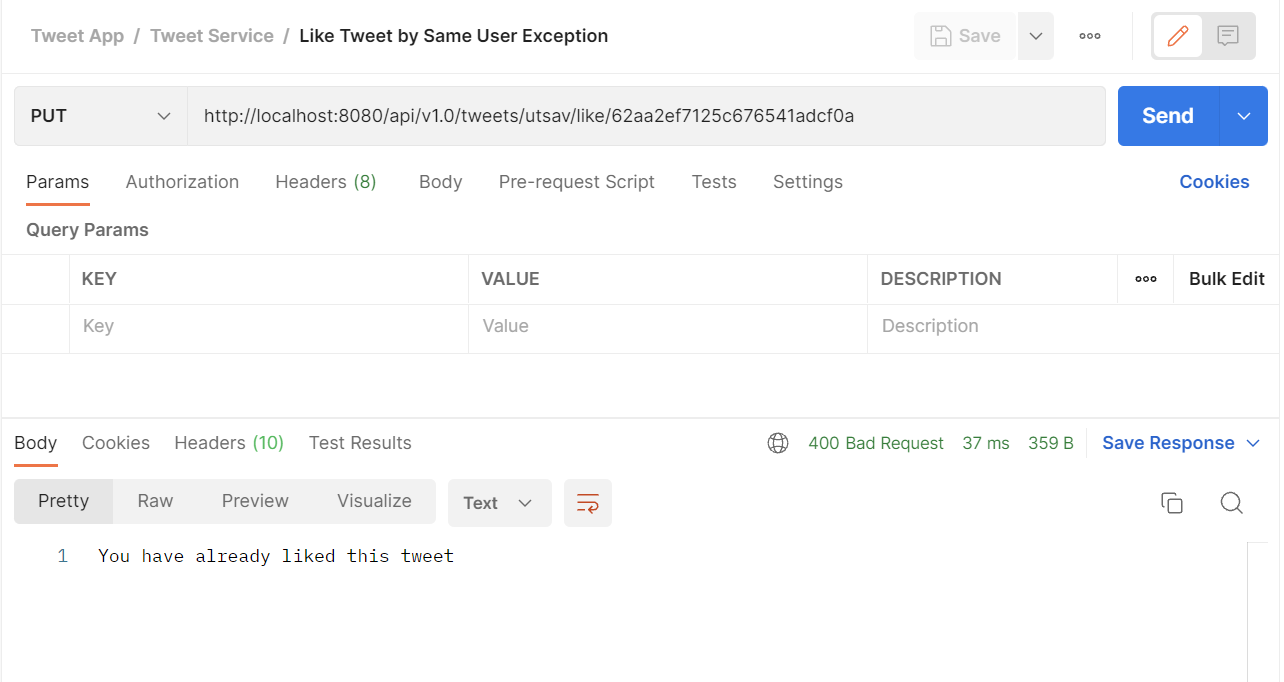 Tweet App / Tweet Service / Like Tweet by Same User Exception Save
PUT http://localhost:8080/api/v1.0/tweets/utsav/like/62aa2ef7125c676541adcf0a Send
Params Authorization Headers (8) Body Pre-request Script Tests Settings Cookies
Query Params
KEY VALUE DESCRIPTION Bulk Edit
Key Value Description
Body Cookies Headers (10) Test Results 400 Bad Request 37 ms 359 B Save Response
Pretty Raw Preview Visualize Text
1 You have already liked this tweet